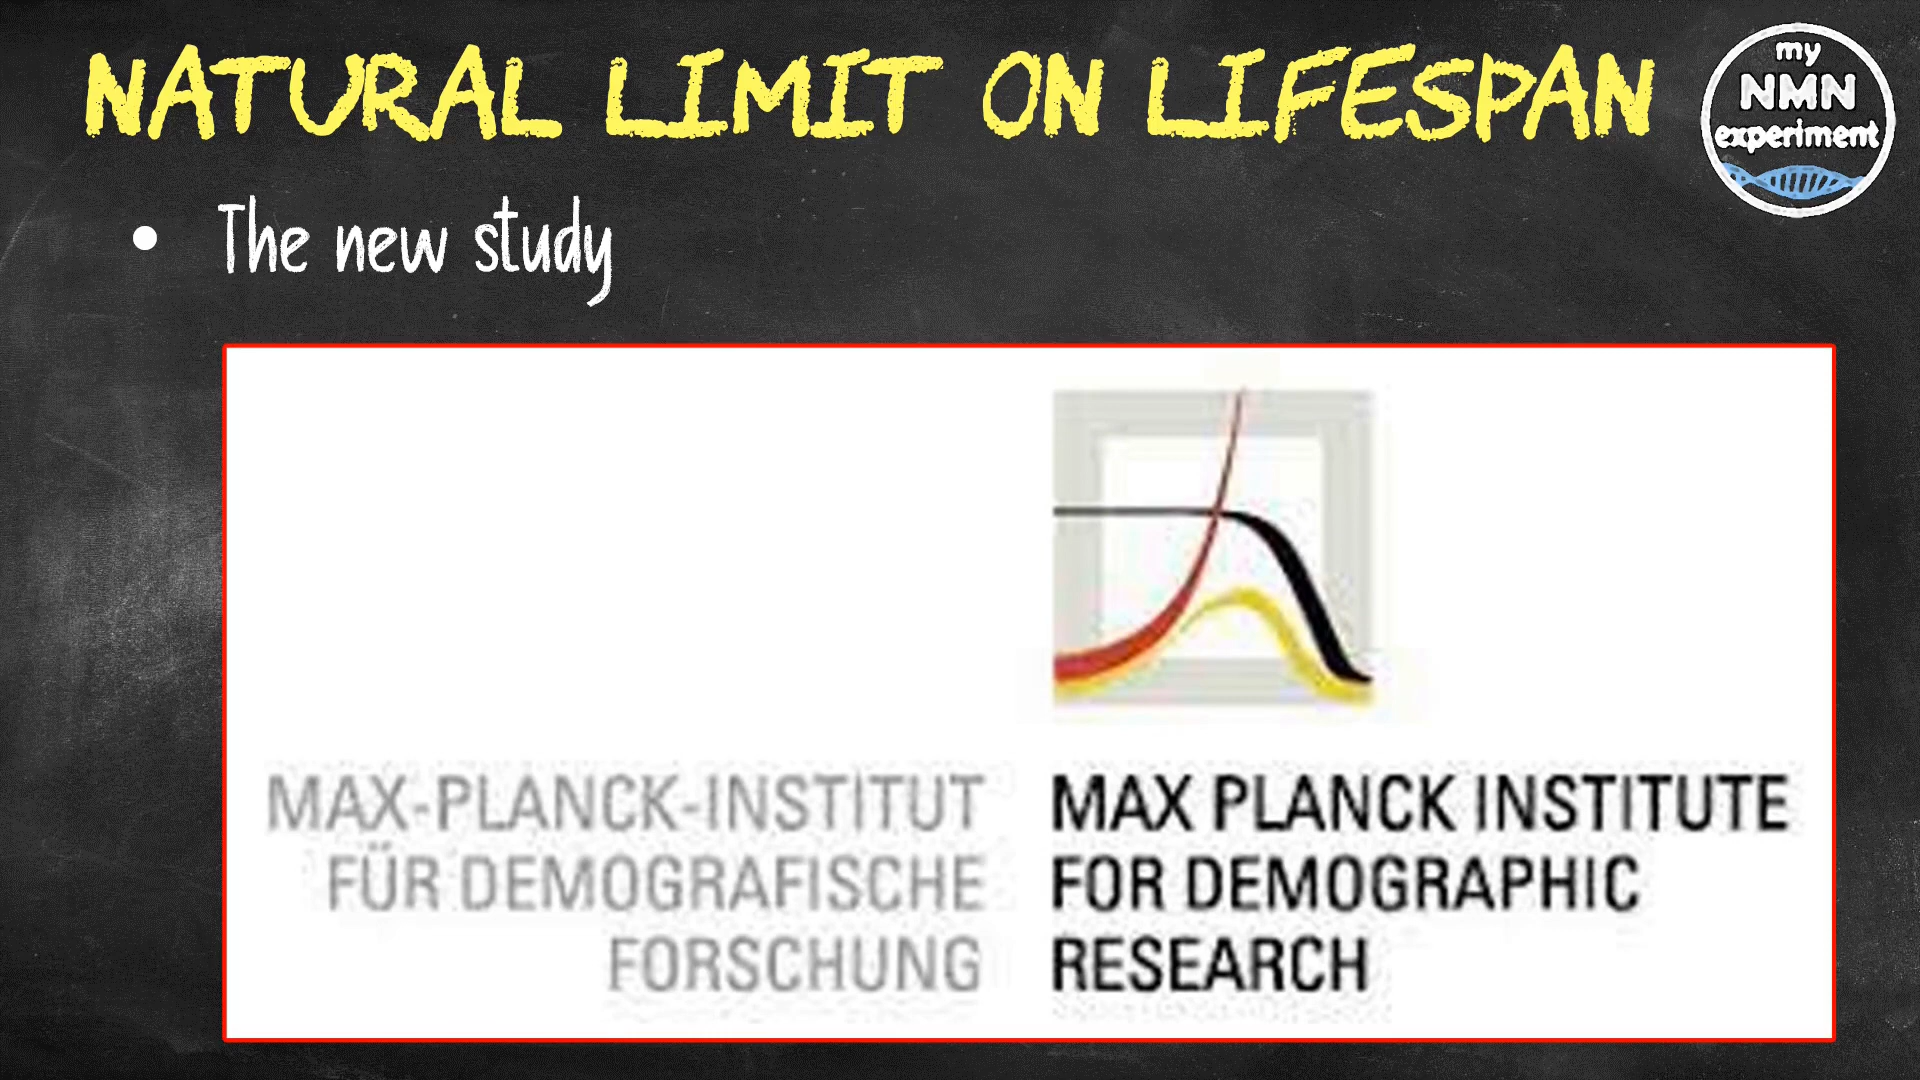 NATURAL LIMIT ON LIFESPAN
my
NMN
experiment
• The new study
MAX-PLANCK-INSTITUT
FÜR DEMOGRAFISCHE
FORSCHUNG
MAX PLANCK INSTITUTE
FOR DEMOGRAPHIC
RESEARCH